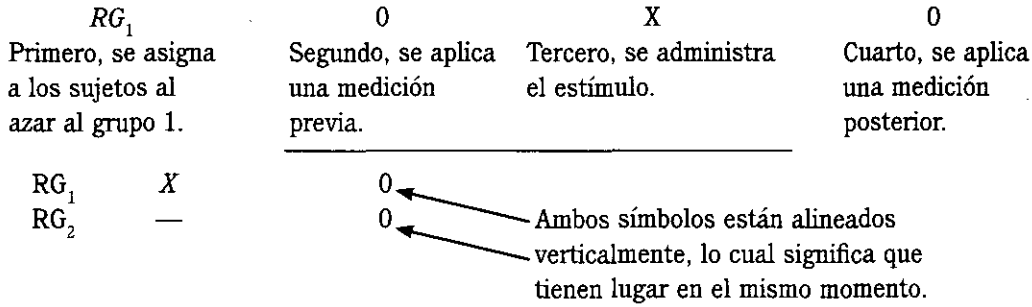 RG1 0 X 0
Primero, se asigna Segundo, se aplica Tercero, se administra Cuarto, se aplica
a los sujetos al una medición el estímulo. una medición
azar al grupo 1. previa. posterior.
RG1 X 0
RG2 — 0
Ambos símbolos están alineados
verticalmente, lo cual significa que
tienen lugar en el mismo momento.